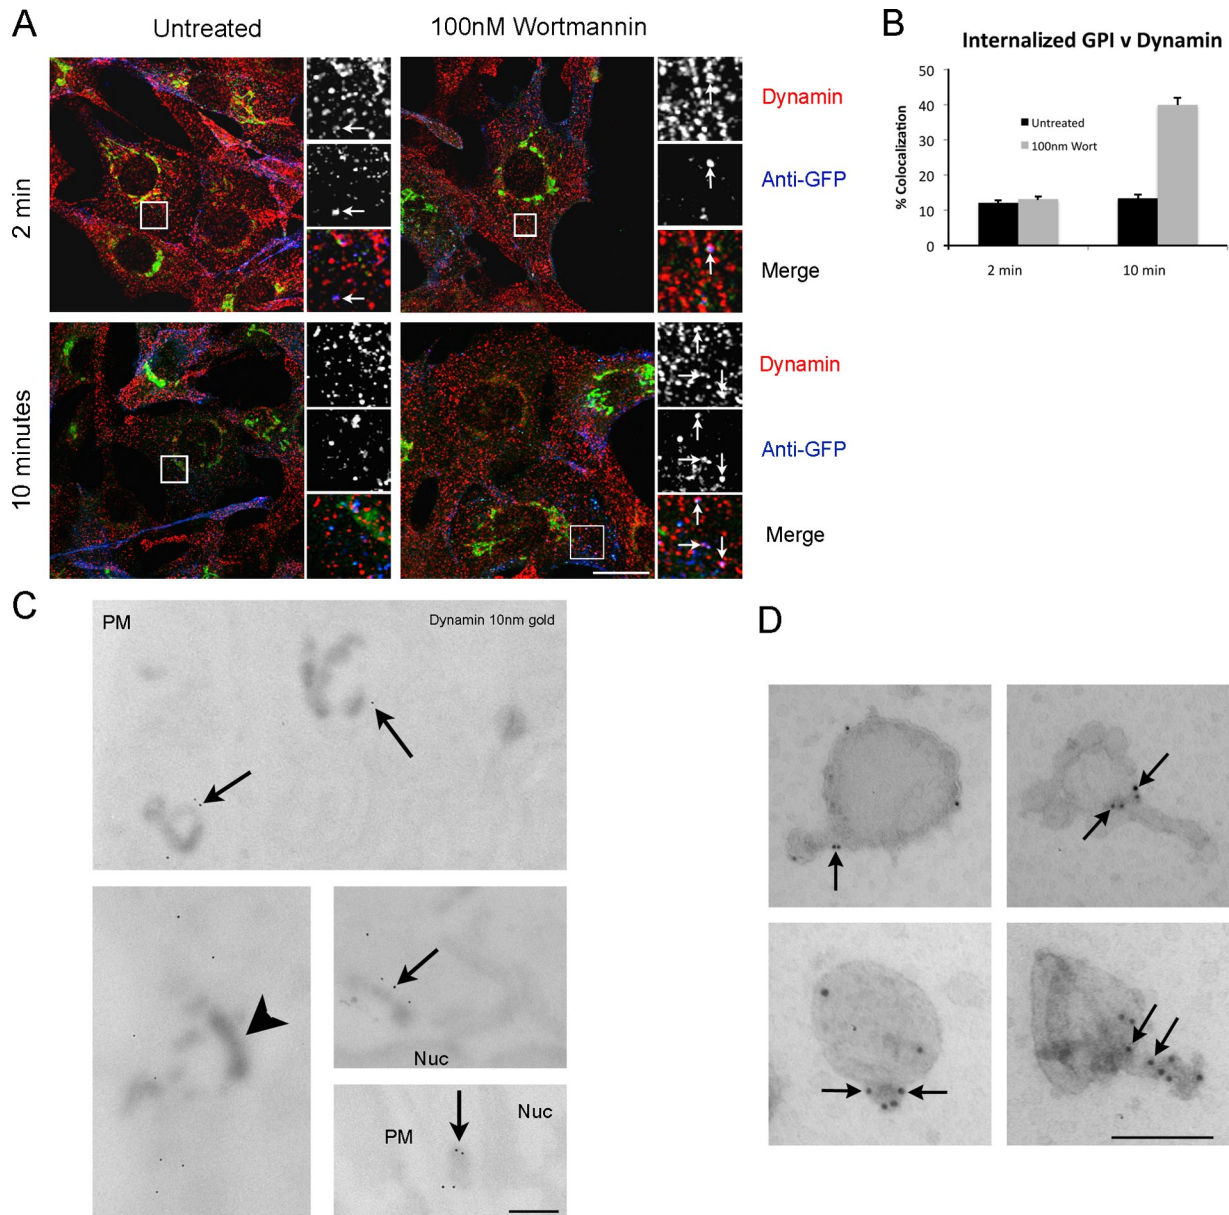 A
Untreated
100nM Wortmannin
2 min
10 minutes
Dynamin
Anti-GFP
Merge
Dynamin
Anti-GFP
Merge
B
Internalized GPI v Dynamin
% Colocalization
50
40
30
20
10
0
Untreated
100nm Wort
2 min
10 min
C
PM
Dynamin 10nm gold
Nuc
PM
Nuc
D